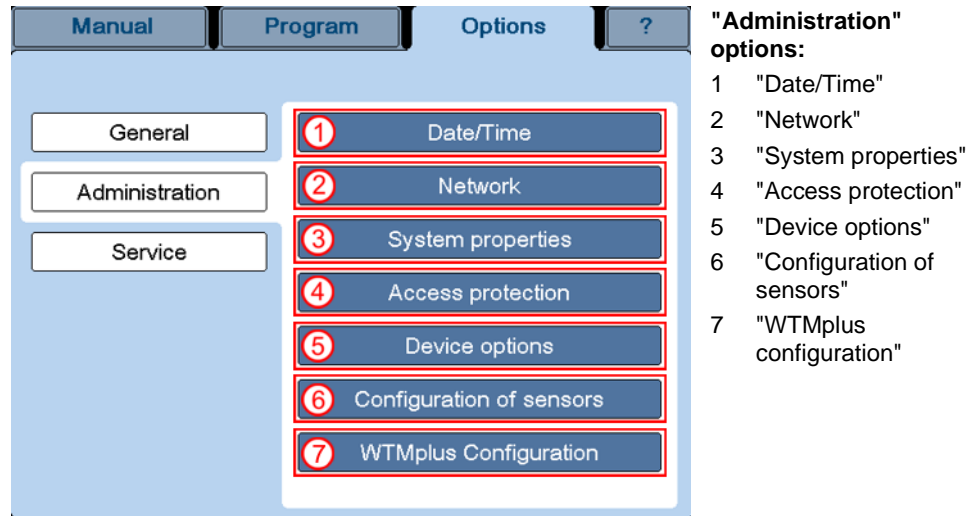 Manual Program Options ?
General
Administration
Service
1 Date/Time
2 Network
3 System properties
4 Access protection
5 Device options
6 Configuration of sensors
7 WTMplus Configuration
"Administration"
options:
1 "Date/Time"
2 "Network"
3 "System properties"
4 "Access protection"
5 "Device options"
6 "Configuration of
sensors"
7 "WTMplus
configuration"